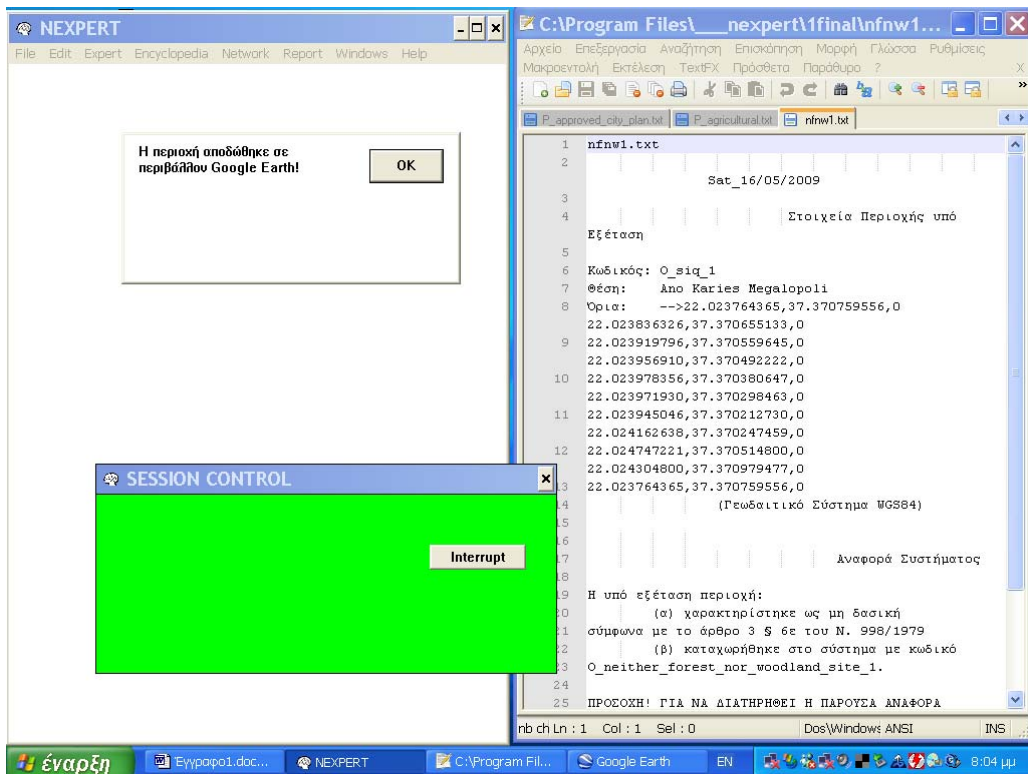 NEXPERT
File Edit Expert Encyclopedia Network Report Windows Help
Η περιοχή αποδώθηκε σε
περιβάλλον Google Earth!
OK
SESSION CONTROL
Interrupt
C:\Program Files\___nexpert\1final\nfnw1...
Αρχείο Επεξεργασία Αναζήτηση Επισκόπηση Μορφή Γλώσσα Ρυθμίσεις
Μακροεντολή Εκτέλεση TextFX Πρόσθετα Παράθυρο ? X
P_approved_city_plan.txt P_agricultural.txt nfnw1.txt
1 nfnw1.txt
2
Sat_16/05/2009
3
4 Στοιχεία Περιοχής υπό
Εξέταση
5
6 Κωδικός: O_siq_1
7 Θέση: Ano Karies Megalopoli
8 Όρια: -->22.023764365,37.370759556,0
22.023836326,37.370655133,0
9 22.023919796,37.370559645,0
22.023956910,37.370492222,0
10 22.023978356,37.370380647,0
22.023971930,37.370298463,0
11 22.023945046,37.370212730,0
22.024162638,37.370247459,0
12 22.024747221,37.370514800,0
22.024304800,37.370979477,0
13 22.023764365,37.370759556,0
14 (Γεωδαιτικό Σύστημα WGS84)
15
16
17 Αναφορά Συστήματος
18
19 Η υπό εξέταση περιοχή:
20 (α) χαρακτηρίστηκε ως μη δασική
21 σύμφωνα με το άρθρο 3 § 6ε του Ν. 998/1979
22 (β) καταχωρήθηκε στο σύστημα με κωδικό
23 O_neither_forest_nor_woodland_site_1.
24
25 ΠΡΟΣΟΧΗ! ΓΙΑ ΝΑ ΔΙΑΤΗΡΗΘΕΙ Η ΠΑΡΟΥΣΑ ΑΝΑΦΟΡΑ
nb ch Ln : 1 Col : 1 Sel : 0 Dos\Windows ANSI INS
έναρξη Έγγραφο1.doc... NEXPERT C:\Program Fil... Google Earth EN 8:04 μμ